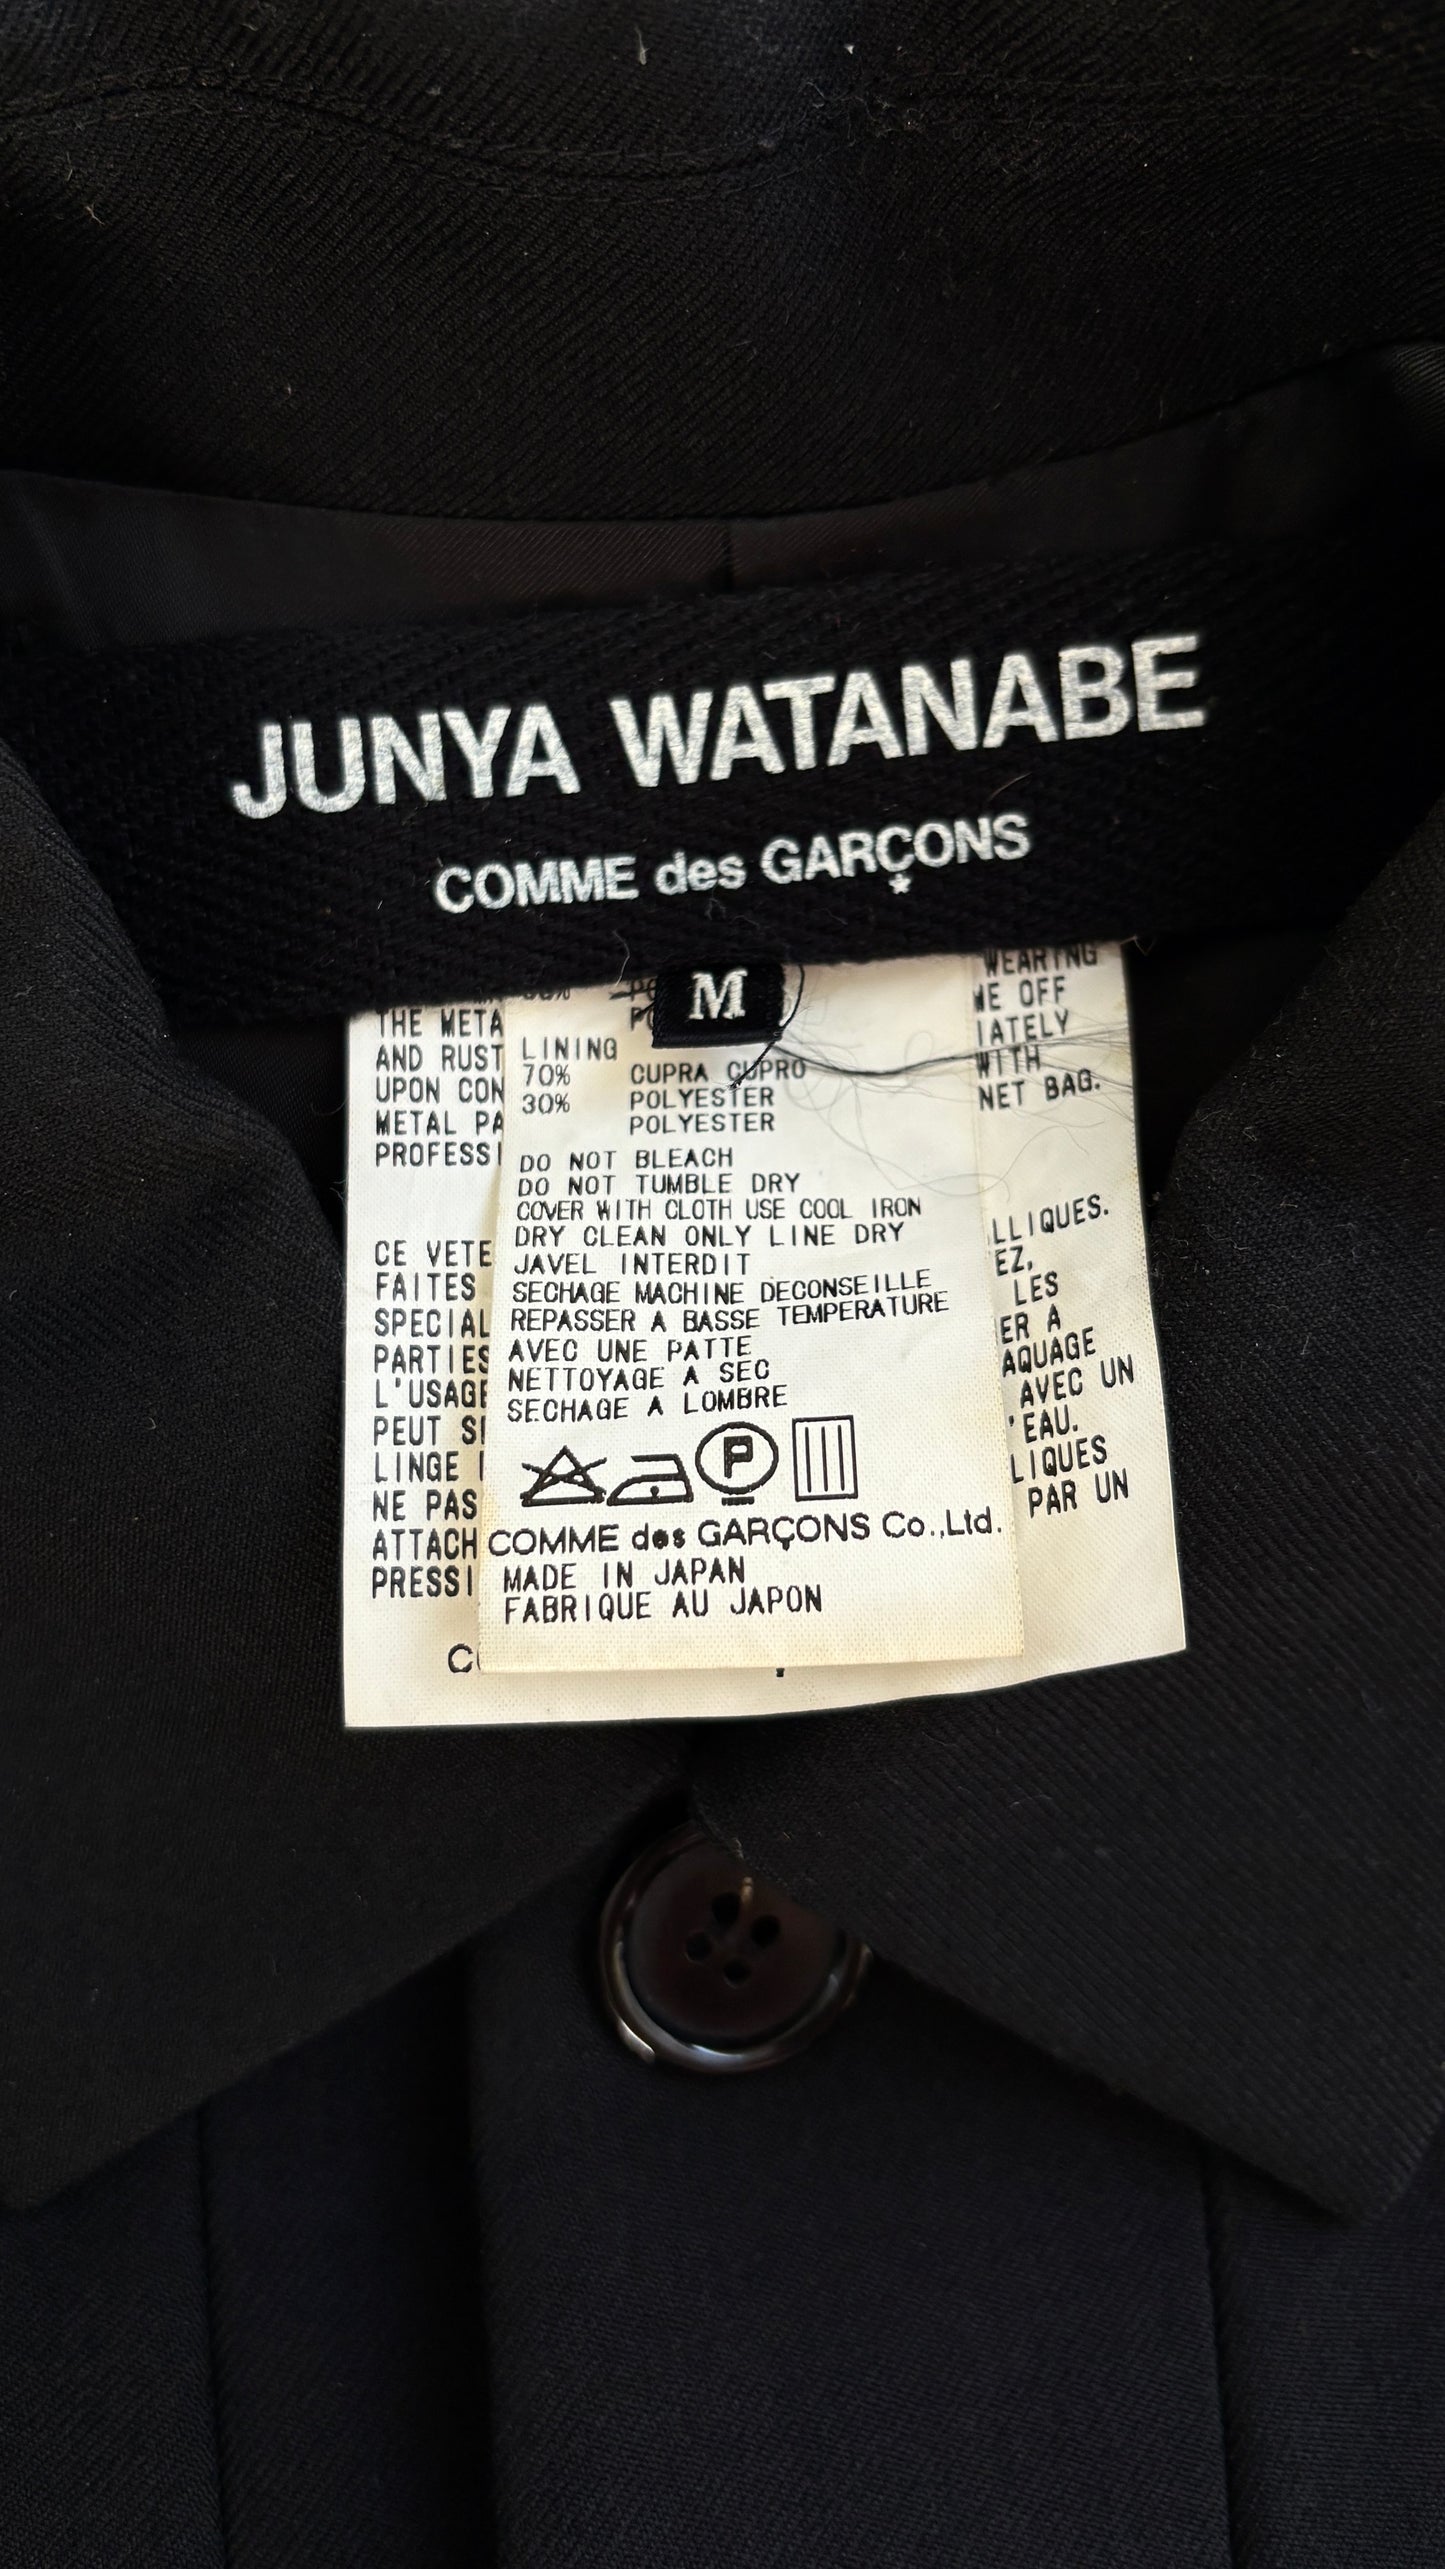 JUNYA WATANABE
COMME des GARÇONS
M
LINING
70% CUPRA CUPRO
30% POLYESTER
POLYESTER
DO NOT BLEACH
DO NOT TUMBLE DRY
COVER WITH CLOTH USE COOL IRON
DRY CLEAN ONLY LINE DRY
JAVEL INTERDIT
SECHAGE MACHINE DECONSEILLE
REPASSER A BASSE TEMPERATURE
AVEC UNE PATTE
NETTOYAGE A SEC
SECHAGE A LOMBRE
P
COMME des GARÇONS Co.,Ltd.
MADE IN JAPAN
FABRIQUE AU JAPON
THE META
AND RUST
UPON CON
METAL PA
PROFESSI
CE VETE
FAITES
SPECIAL
PARTIES
L'USAGE
PEUT SI
LINGE
NE PAS
ATTACH
PRESSI
WEARING
ME OFF
IATELY
WITH
NET BAG.
LLIQUES.
EZ,
LES
ER A
AQUAGE
AVEC UN
'EAU.
LIQUES
PAR UN